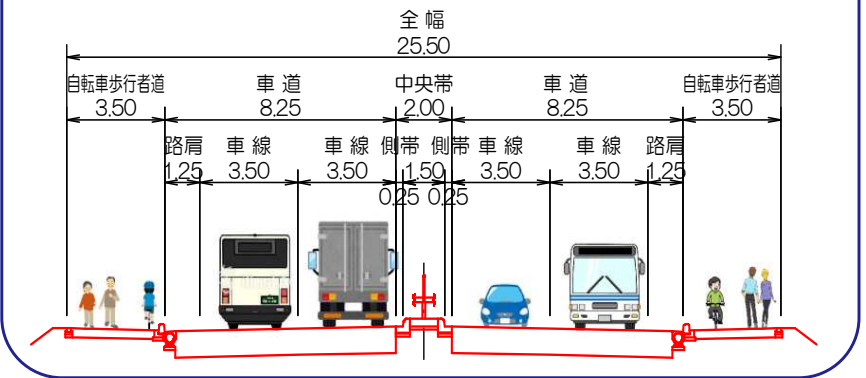 全幅
25.50
自転車歩行者道 車道 中央帯 車道 自転車歩行者道
3.50 8.25 2.00 8.25 3.50
路肩 車線 車線 側帯 側帯 車線 車線 路肩
1.25 3.50 3.50 1.50 3.50 3.50 1.25
0.25 0.25